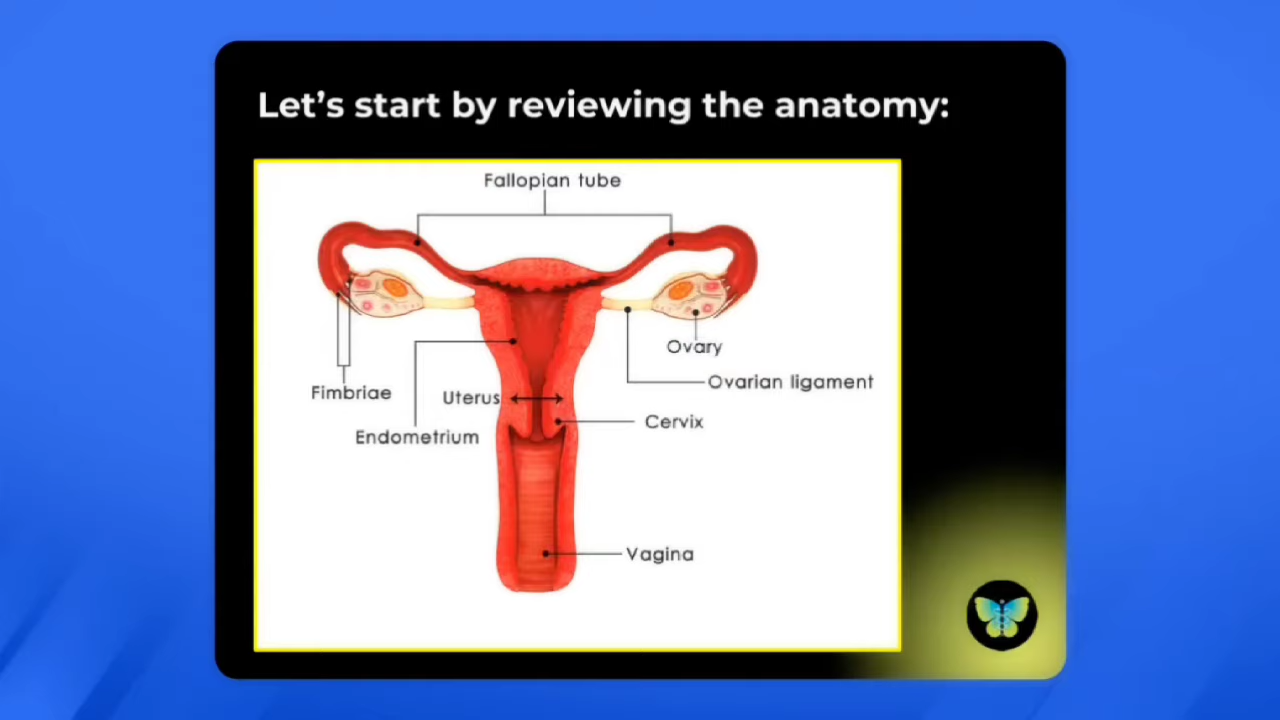 Let's start by reviewing the anatomy:
Fallopian tube
Ovary
Ovarian ligament
Fimbriae
Uterus
Cervix
Endometrium
Vagina